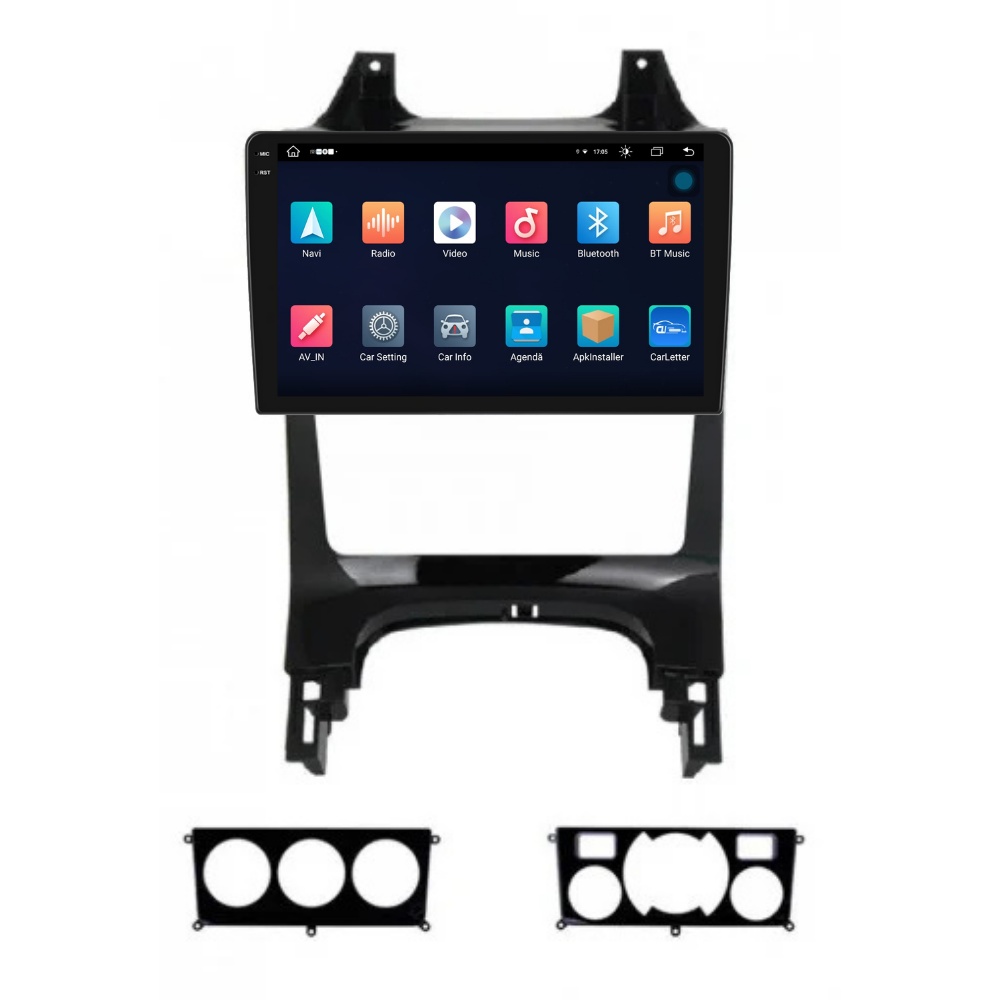 MIC
17:05
RST
Navi Radio Video Music Bluetooth BT Music
AV_IN Car Setting Car Info Agendă ApkInstaller CarLetter